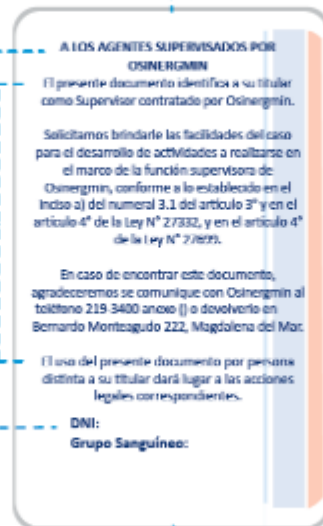 A LOS AGENTES SUPERVISADOS POR
OSINERGMIN
El presente documento identifica a su titular
como Supervisor contratado por Osinergmin.
Solicitamos brindarle las facilidades del caso
para el desarrollo de actividades a realizarse en
el marco de la función supervisora de
Osinergmin, conforme a lo establecido en el
inciso a) del numeral 3.1 del artículo 3° y en el
artículo 4° de la Ley N° 27332, y en el artículo 4°
de la Ley N° 27699.
En caso de encontrar este documento,
agradeceremos se comunique con Osinergmin al
teléfono 219-3400 anexo () o devolverlo en
Bernardo Monteagudo 222, Magdalena del Mar.
El uso del presente documento por persona
distinta a su titular dará lugar a las acciones
legales correspondientes.
DNI:
Grupo Sanguíneo: